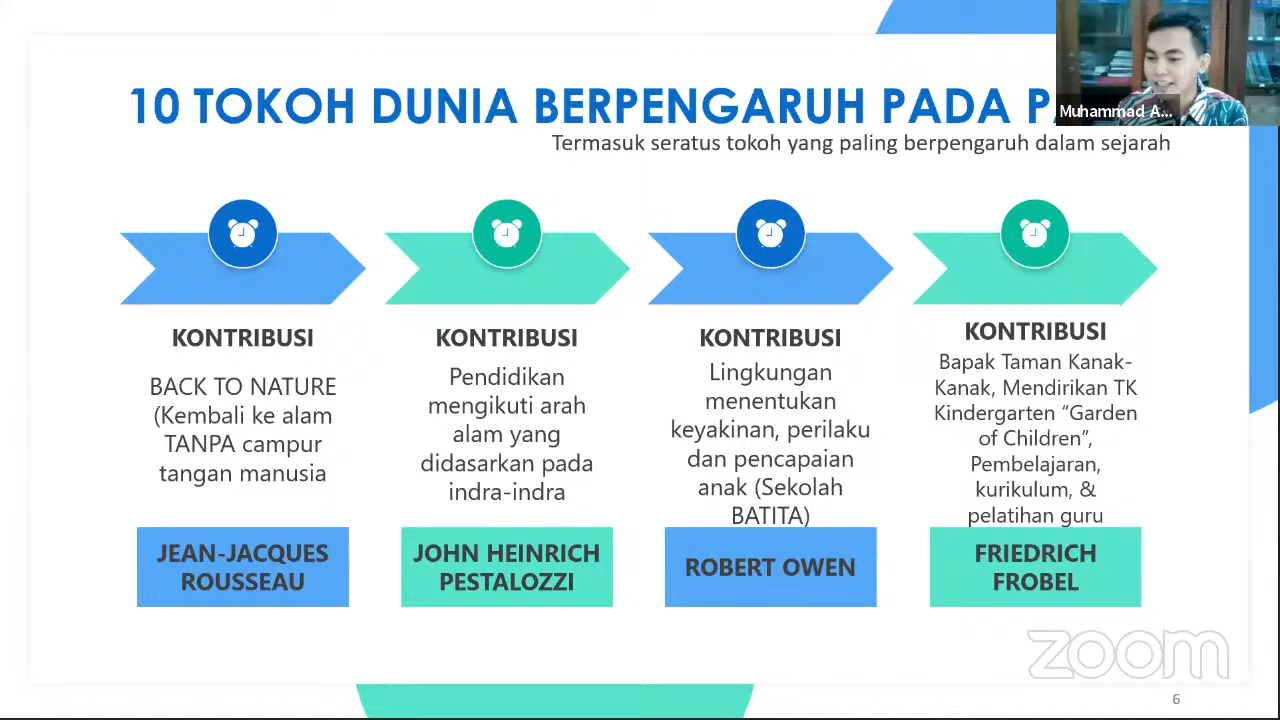 10 TOKOH DUNIA BERPENGARUH PADA
Muhammad A...
Termasuk seratus tokoh yang paling berpengaruh dalam sejarah
KONTRIBUSI
BACK TO NATURE
(Kembali ke alam
TANPA campur
tangan manusia
JEAN-JACQUES
ROUSSEAU
KONTRIBUSI
Pendidikan
mengikuti arah
alam yang
didasarkan pada
indra-indra
JOHN HEINRICH
PESTALOZZI
KONTRIBUSI
Lingkungan
menentukan
keyakinan, perilaku
dan pencapaian
anak (Sekolah
BATITA)
ROBERT OWEN
KONTRIBUSI
Bapak Taman Kanak-
Kanak, Mendirikan TK
Kindergarten “Garden
of Children”,
Pembelajaran,
kurikulum, &
pelatihan guru
FRIEDRICH
FROBEL
zoom
6